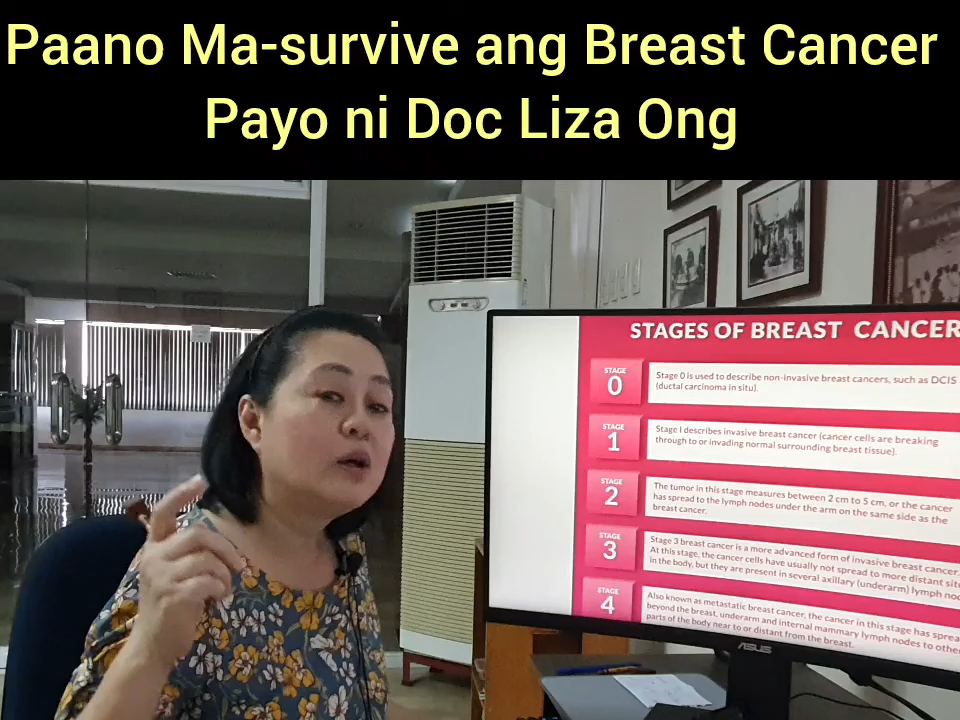 Paano Ma-survive ang Breast Cancer
Payo ni Doc Liza Ong
STAGES OF BREAST CANCER
STAGE
0
Stage 0 is used to describe non-invasive breast cancers, such as DCIS
(ductal carcinoma in situ).
STAGE
1
Stage I describes invasive breast cancer (cancer cells are breaking
through to or invading normal surrounding breast tissue).
STAGE
2
The tumor in this stage measures between 2 cm to 5 cm, or the cancer
has spread to the lymph nodes under the arm on the same side as the
breast cancer.
STAGE
3
Stage 3 breast cancer is a more advanced form of invasive breast cancer.
At this stage, the cancer cells have usually not spread to more distant
in the body, but they are present in several axillary (underarm) lymph
STAGE
4
Also known as metastatic breast cancer, the cancer in this stage has
beyond the breast, underarm and internal mammary lymph nodes to
parts of the body near to or distant from the breast.
ASUS